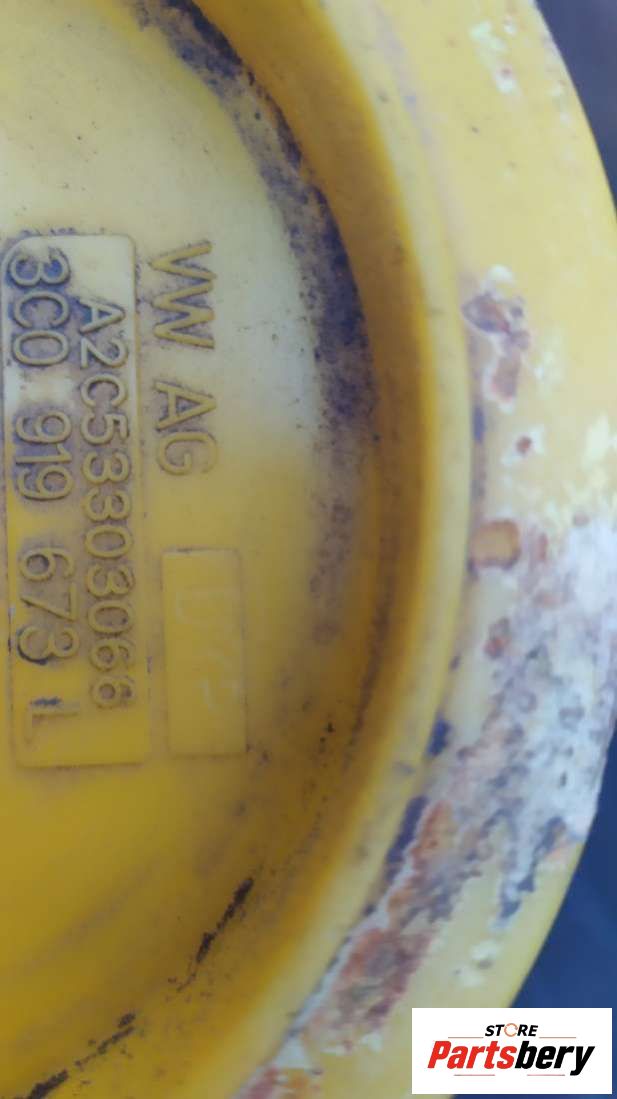 VW AG
A2C53303066
3C0 919 673 L
STORE
Partsbery